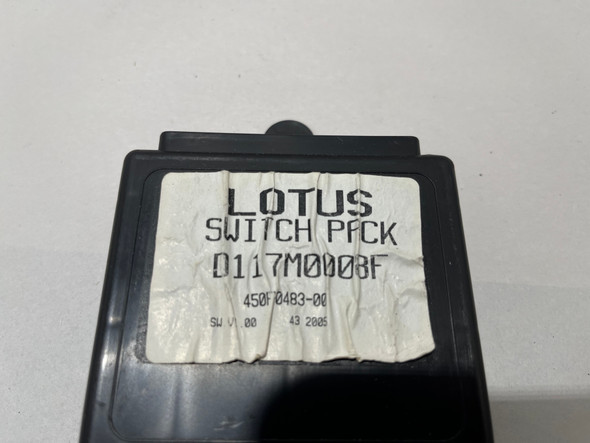 LOTUS
SWITCH PACK
D117M0008F
450F0483-00
SW V1.00 43 2005